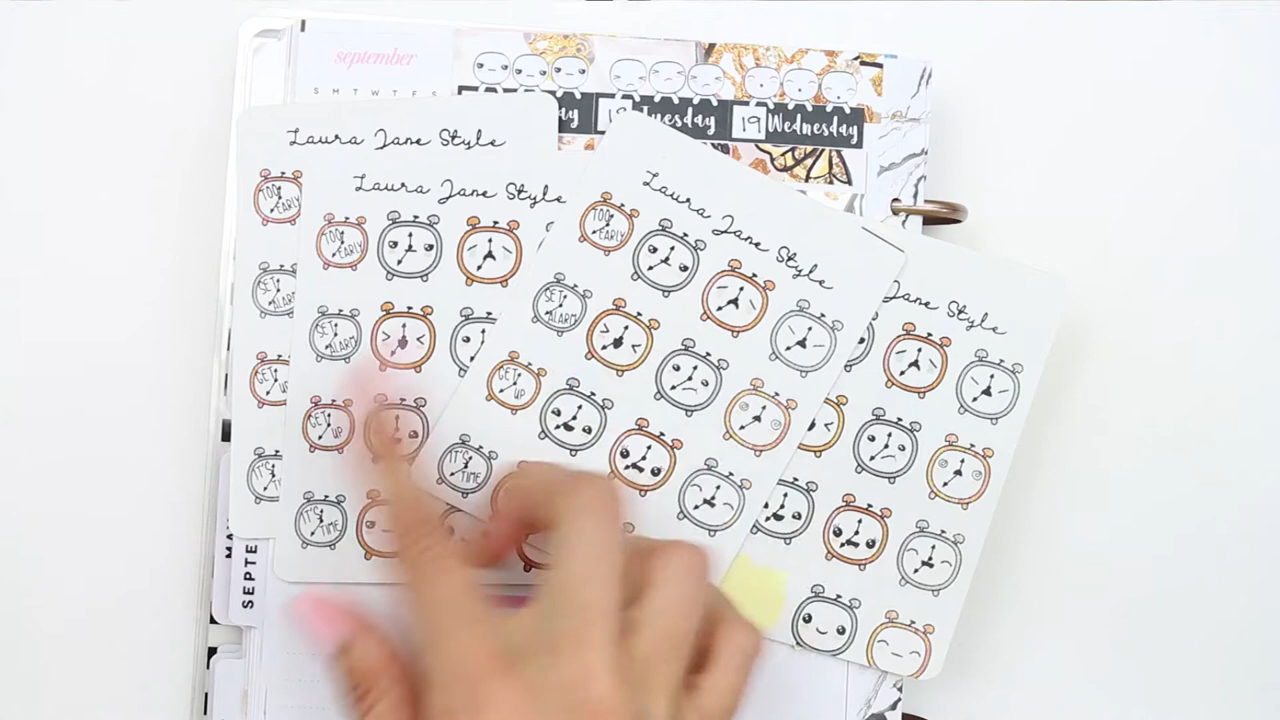 september
S M T W T F S
ay
Tuesday
19 Wednesday
Laura Jane Style
TOO EARLY
SET ALARM
GET UP
IT'S
Laura Jane Style
TOO EARLY
SET ALARM
GET UP
IT'S TIME
Laura Jane Style
TOO EARLY
SET ALARM
GET UP
IT'S TIME
Jane Style
SEPTE